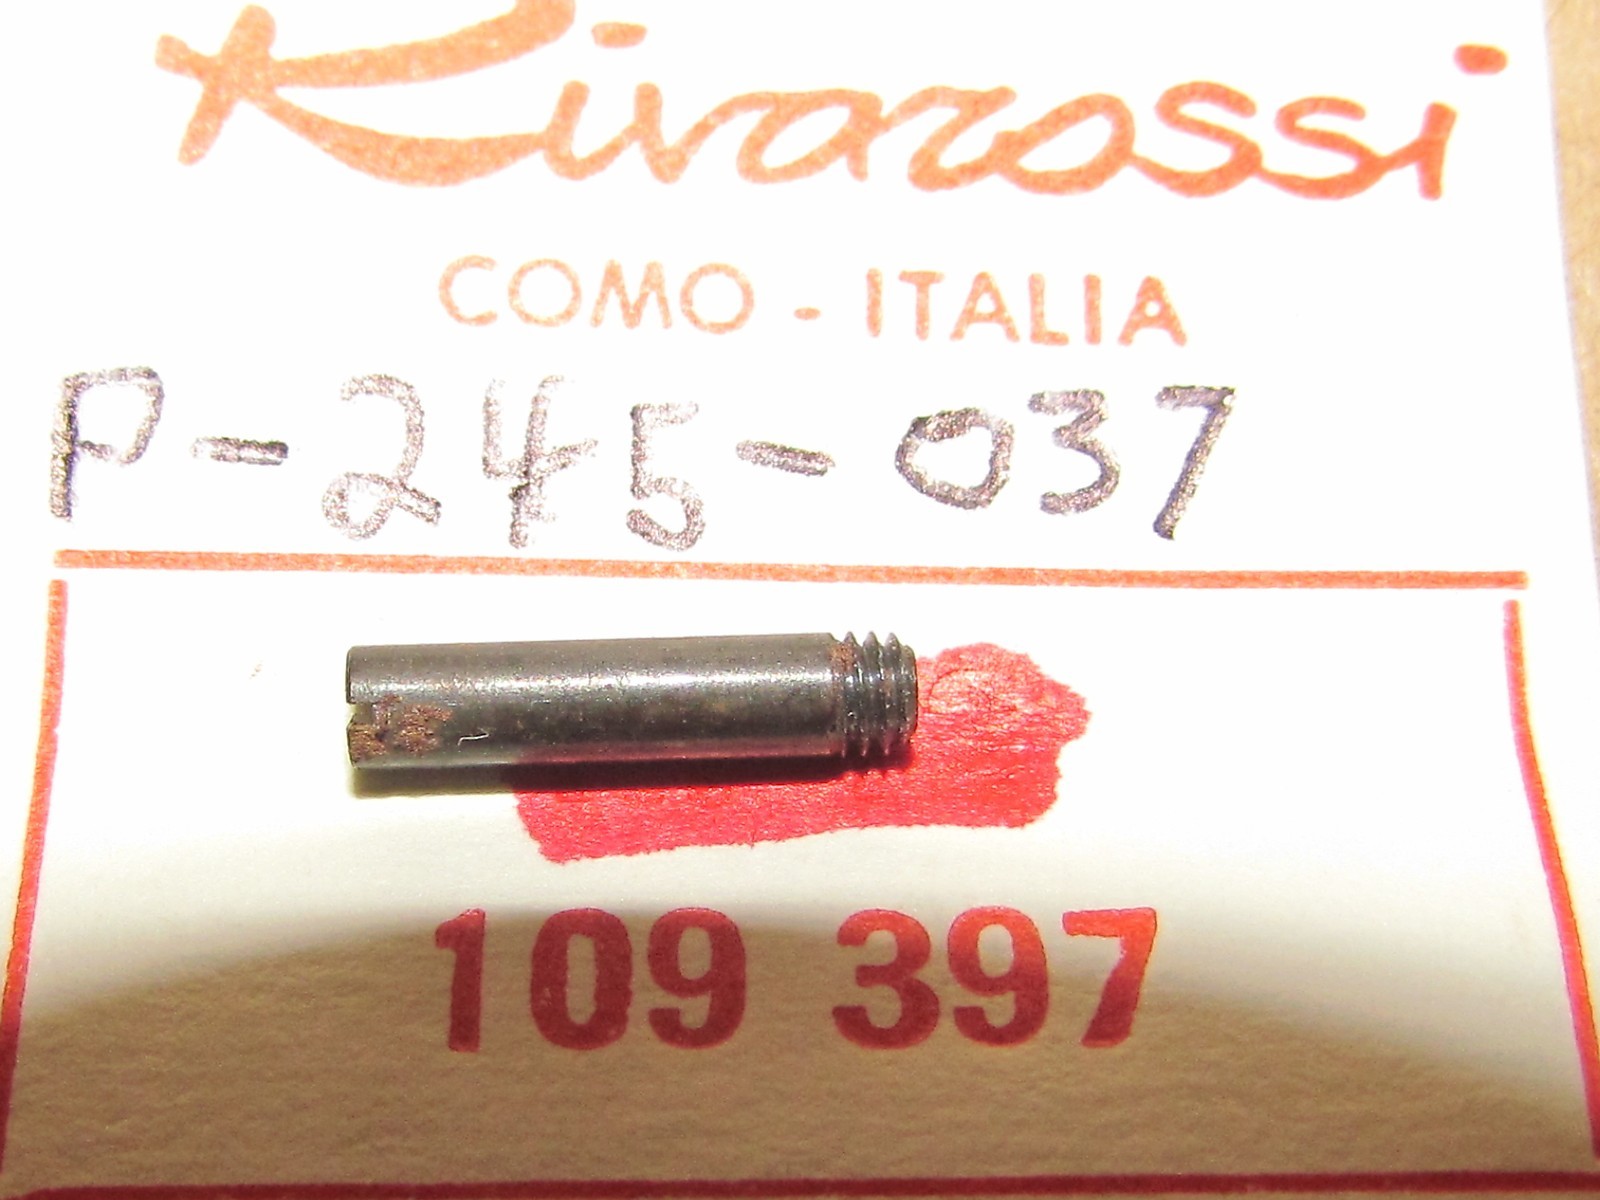 Rivarossi
COMO - ITALIA
P-245-037
109 397